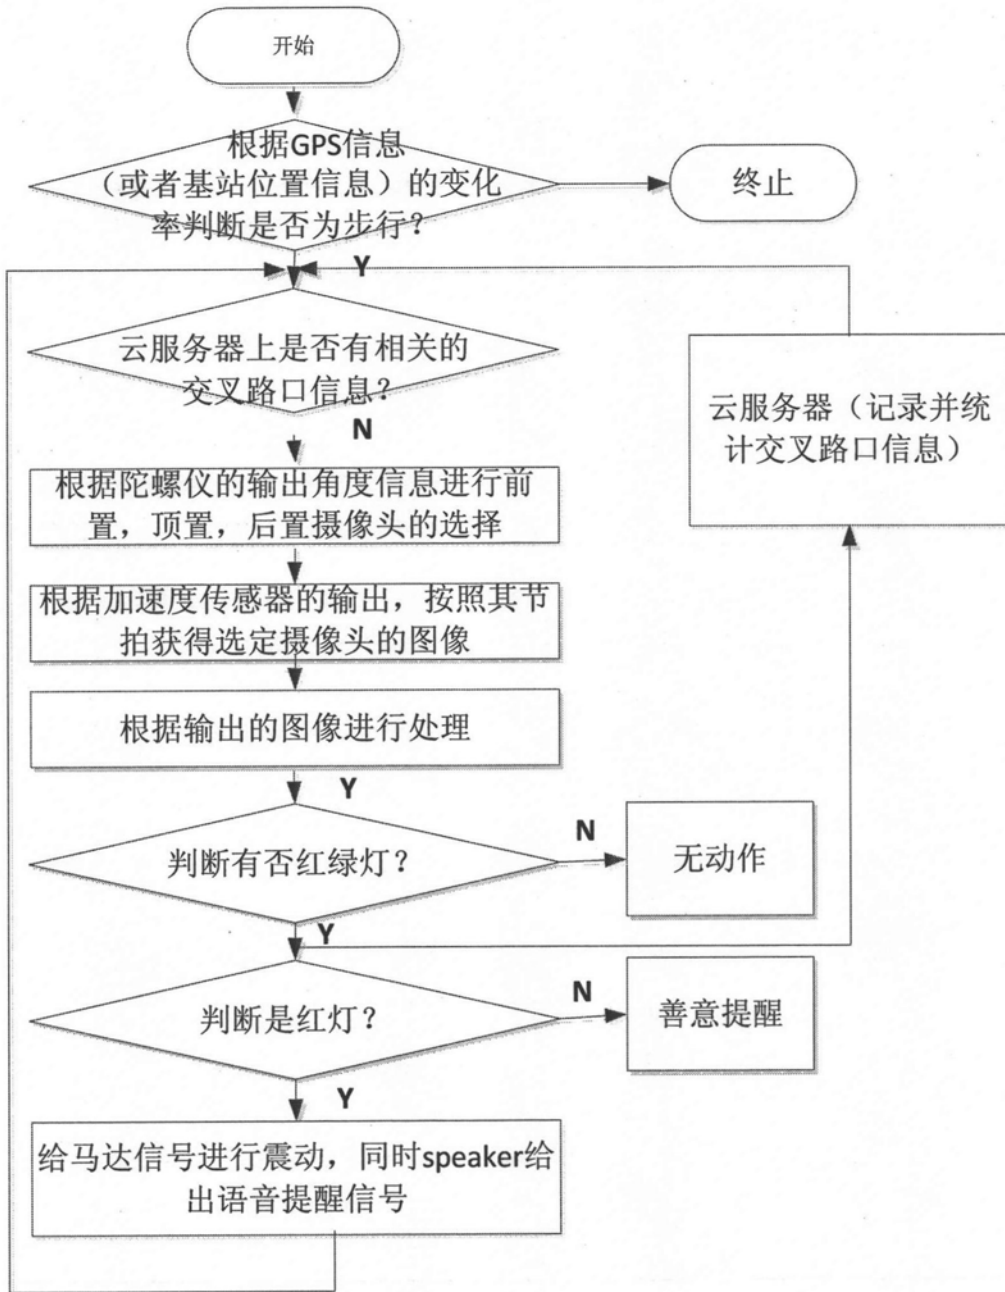 开始
根据GPS信息
（或者基站位置信息）的变化
率判断是否为步行？
终止
Y
云服务器上是否有相关的
交叉路口信息？
N
云服务器（记录并统
计交叉路口信息）
根据陀螺仪的输出角度信息进行前
置，顶置，后置摄像头的选择
根据加速度传感器的输出，按照其节
拍获得选定摄像头的图像
根据输出的图像进行处理
Y
判断有否红绿灯？
N
无动作
Y
判断是红灯？
N
善意提醒
Y
给马达信号进行震动，同时speaker给
出语音提醒信号